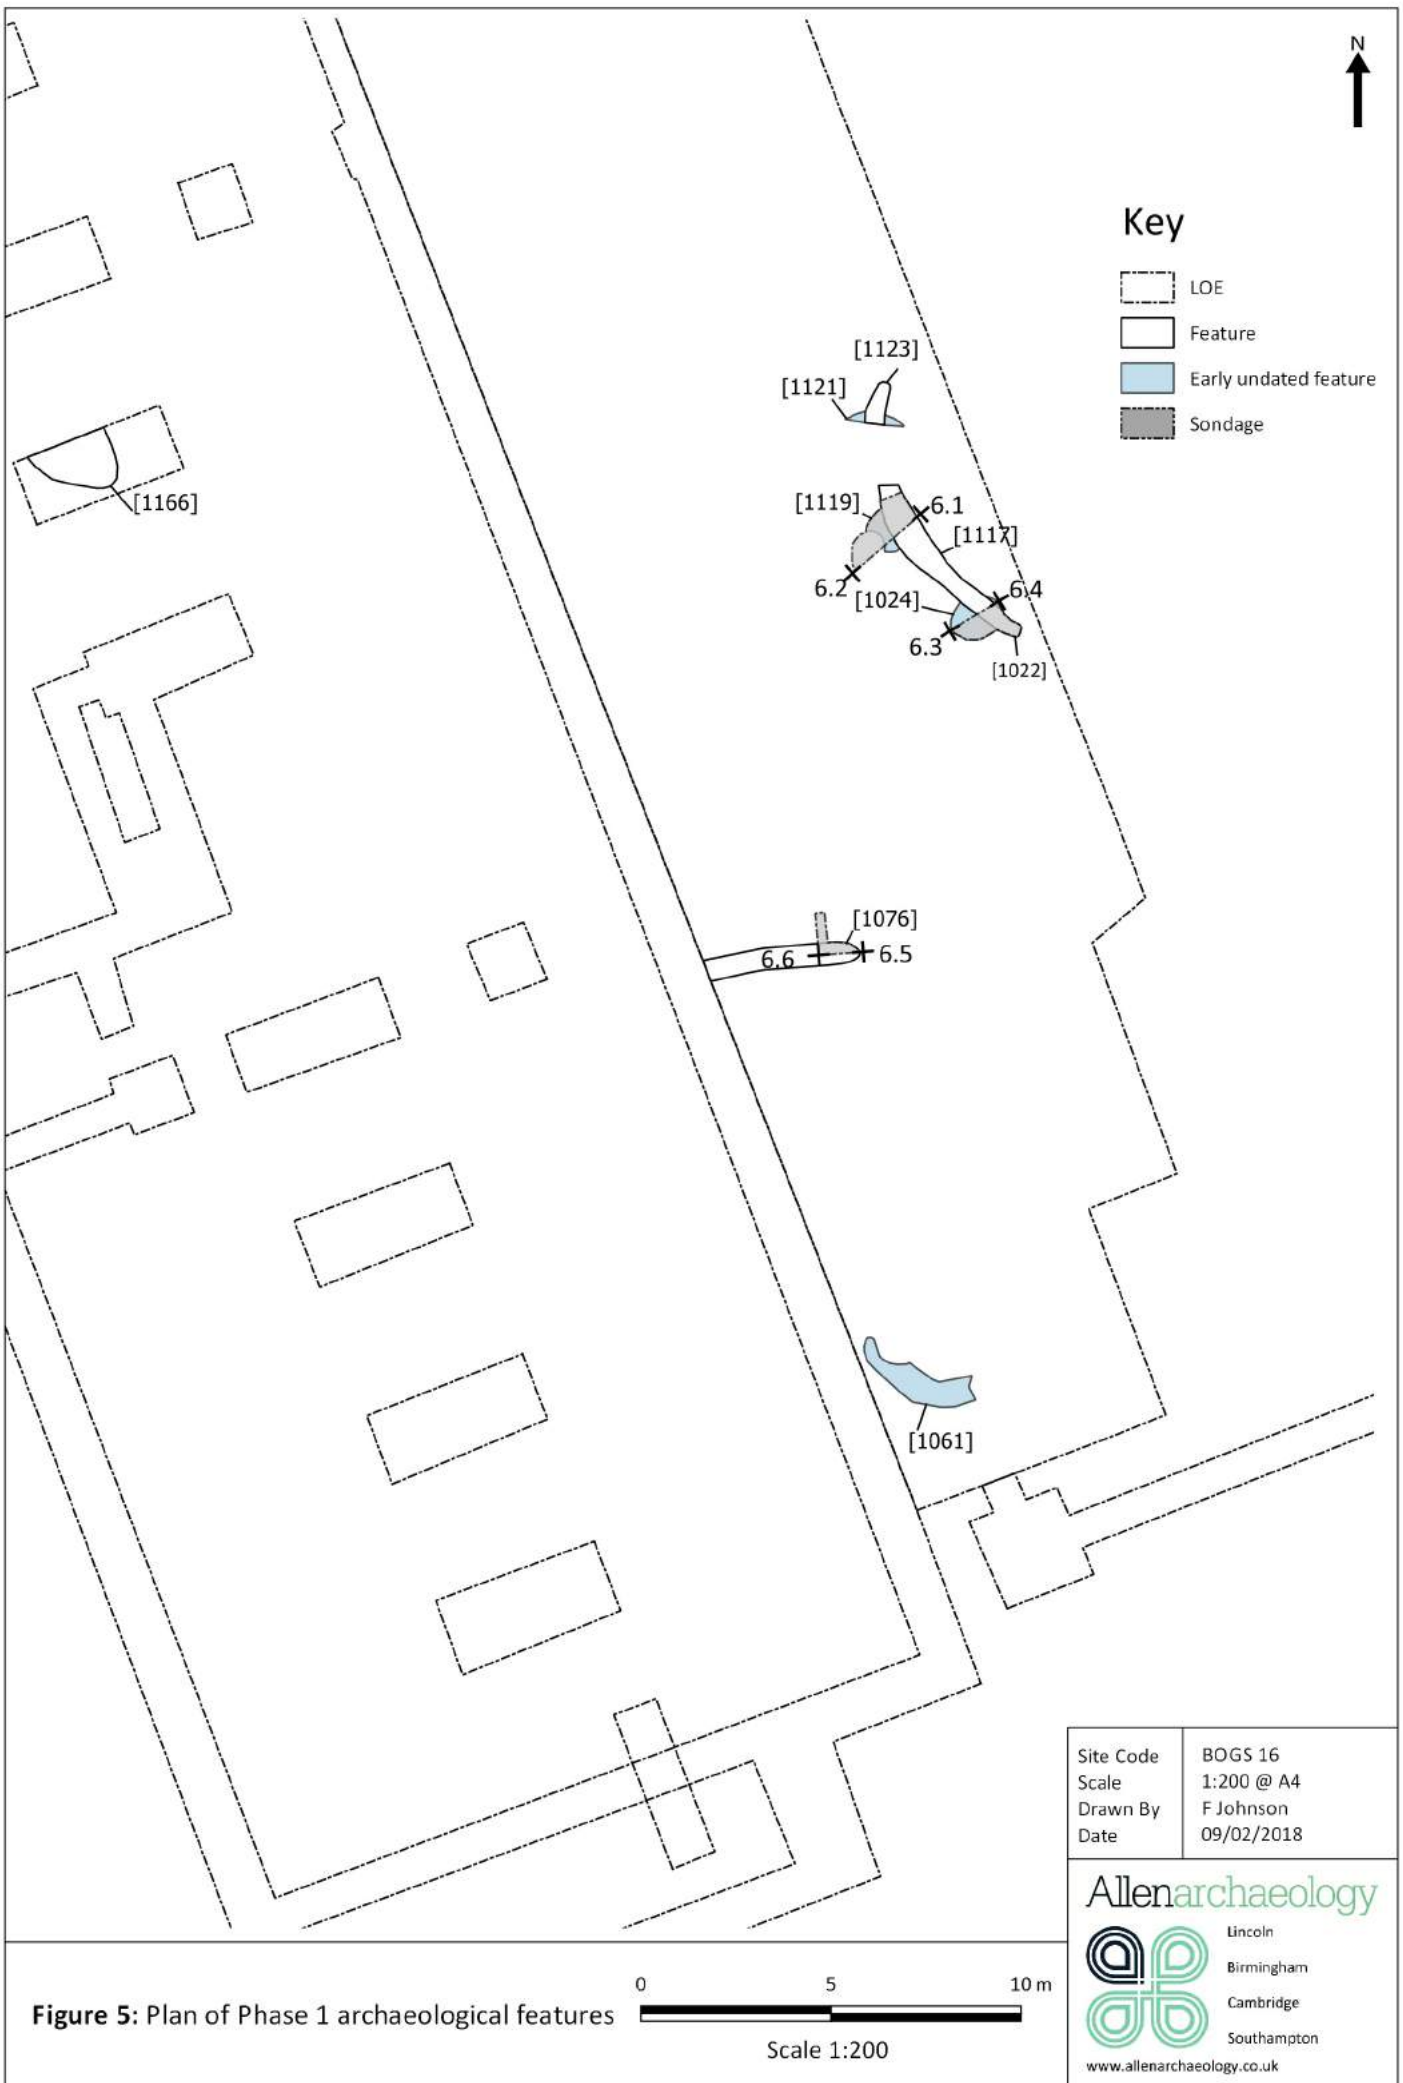 N
Key
LOE
Feature
Early undated feature
Sondage
[1123]
[1121]
[1166]
[1119]
6.1
[1117]
6.2
[1024]
6.4
6.3
[1022]
[1076]
6.6
6.5
[1061]
Site Code BOGS 16
Scale 1:200 @ A4
Drawn By F Johnson
Date 09/02/2018
Allenarchaeology
Lincoln
Birmingham
Cambridge
Southampton
www.allenarchaeology.co.uk
Figure 5: Plan of Phase 1 archaeological features
0 5 10 m
Scale 1:200